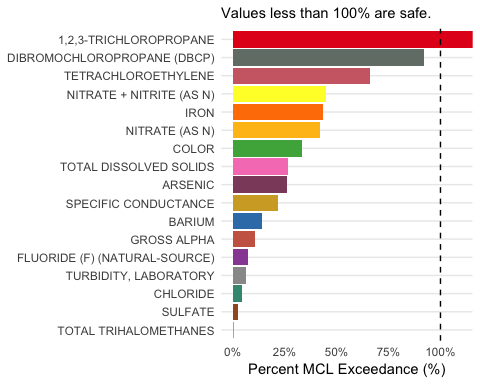 Values less than 100% are safe.
1,2,3-TRICHLOROPROPANE
DIBROMOCHLOROPROPANE (DBCP)
TETRACHLOROETHYLENE
NITRATE + NITRITE (AS N)
IRON
NITRATE (AS N)
COLOR
TOTAL DISSOLVED SOLIDS
ARSENIC
SPECIFIC CONDUCTANCE
BARIUM
GROSS ALPHA
FLUORIDE (F) (NATURAL-SOURCE)
TURBIDITY, LABORATORY
CHLORIDE
SULFATE
TOTAL TRIHALOMETHANES
0% 25% 50% 75% 100%
Percent MCL Exceedance (%)